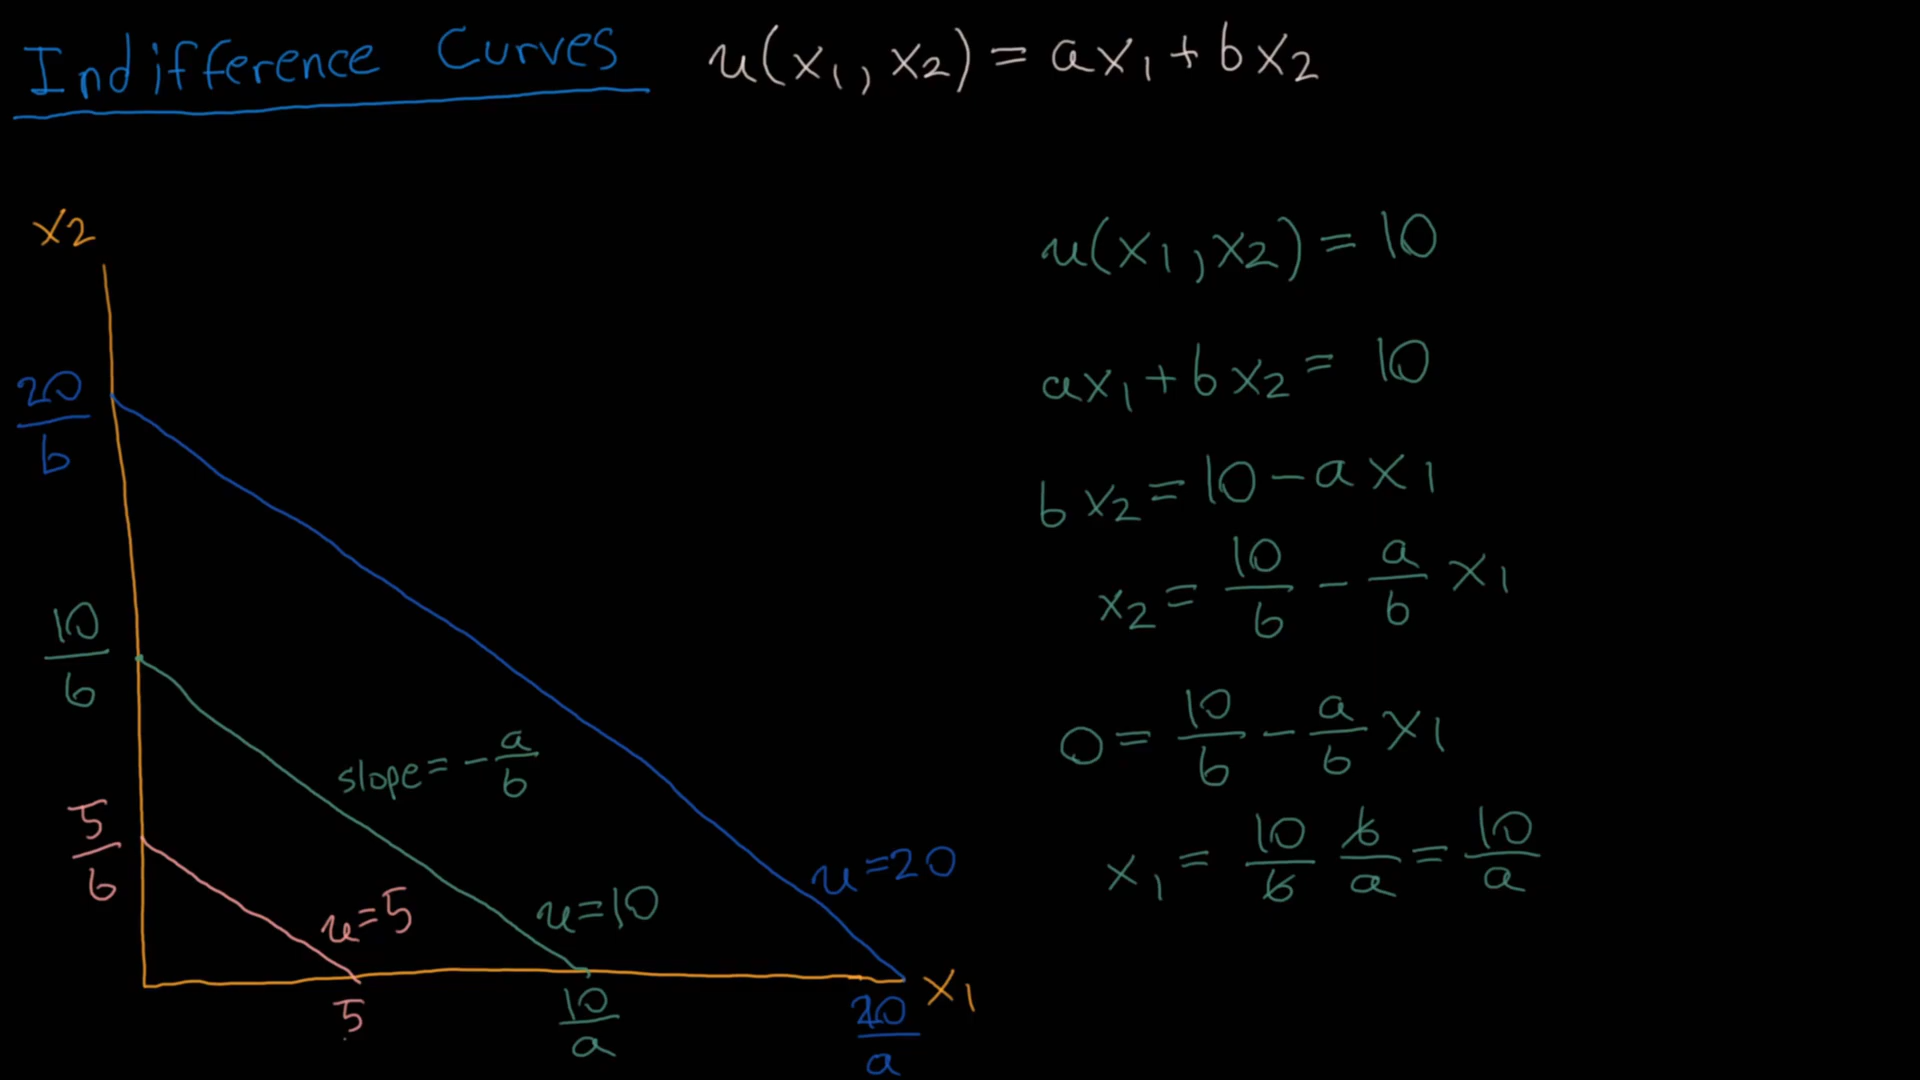 Indifference Curves
u(x1, x2) = ax1 + bx2
x2
20/b
10/b
5/b
slope = -a/b
u=5
u=10
u=20
x1
5
10/a
20/a
u(x1, x2) = 10
ax1 + bx2 = 10
bx2 = 10 - ax1
x2 = 10/b - a/b x1
0 = 10/b - a/b x1
x1 = 10/b b/a = 10/a